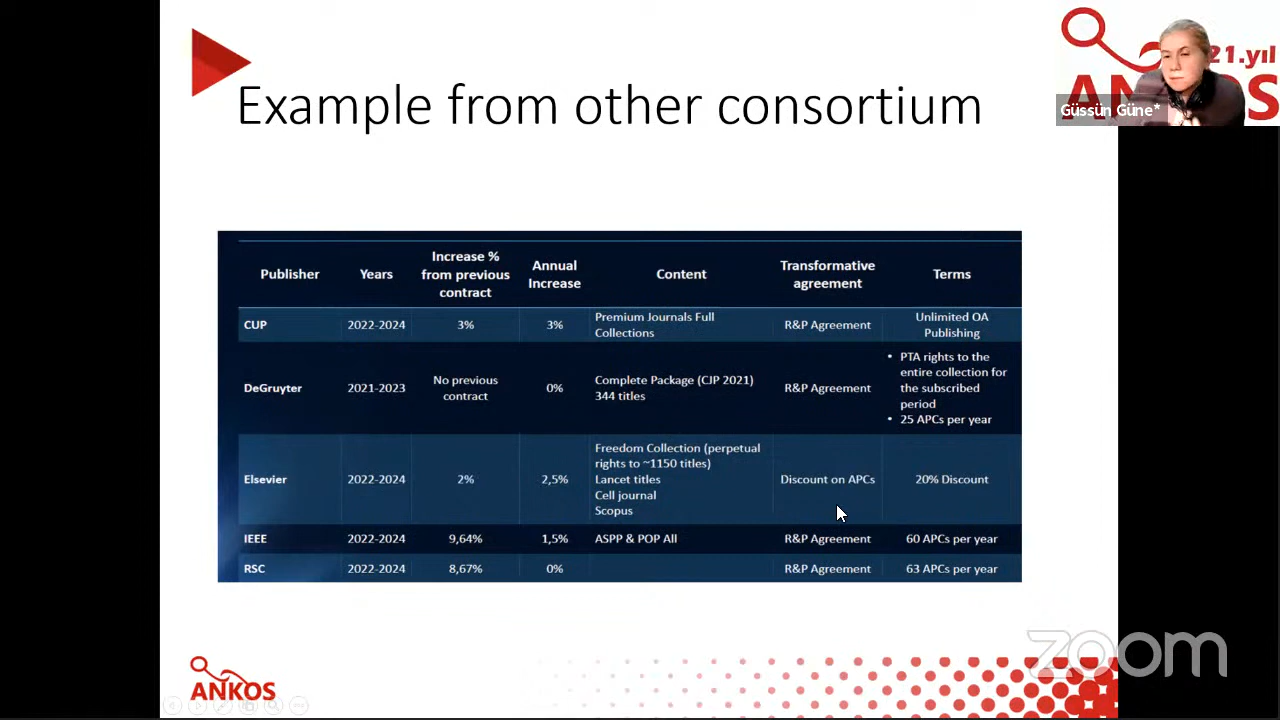 Example from other consortium
21.yıl
ANKOS
Güssün Güne*
Publisher
Years
Increase %
from previous
contract
Annual
Increase
Content
Transformative
agreement
Terms
CUP
2022-2024
3%
3%
Premium Journals Full
Collections
R&P Agreement
Unlimited OA
Publishing
DeGruyter
2021-2023
No previous
contract
0%
Complete Package (CJP 2021)
344 titles
R&P Agreement
• PTA rights to the
entire collection for
the subscribed
period
• 25 APCs per year
Elsevier
2022-2024
2%
2,5%
Freedom Collection (perpetual
rights to ~1150 titles)
Lancet titles
Cell journal
Scopus
Discount on APCs
20% Discount
IEEE
2022-2024
9,64%
1,5%
ASPP & POP All
R&P Agreement
60 APCs per year
RSC
2022-2024
8,67%
0%
R&P Agreement
63 APCs per year
ANKOS
zoom